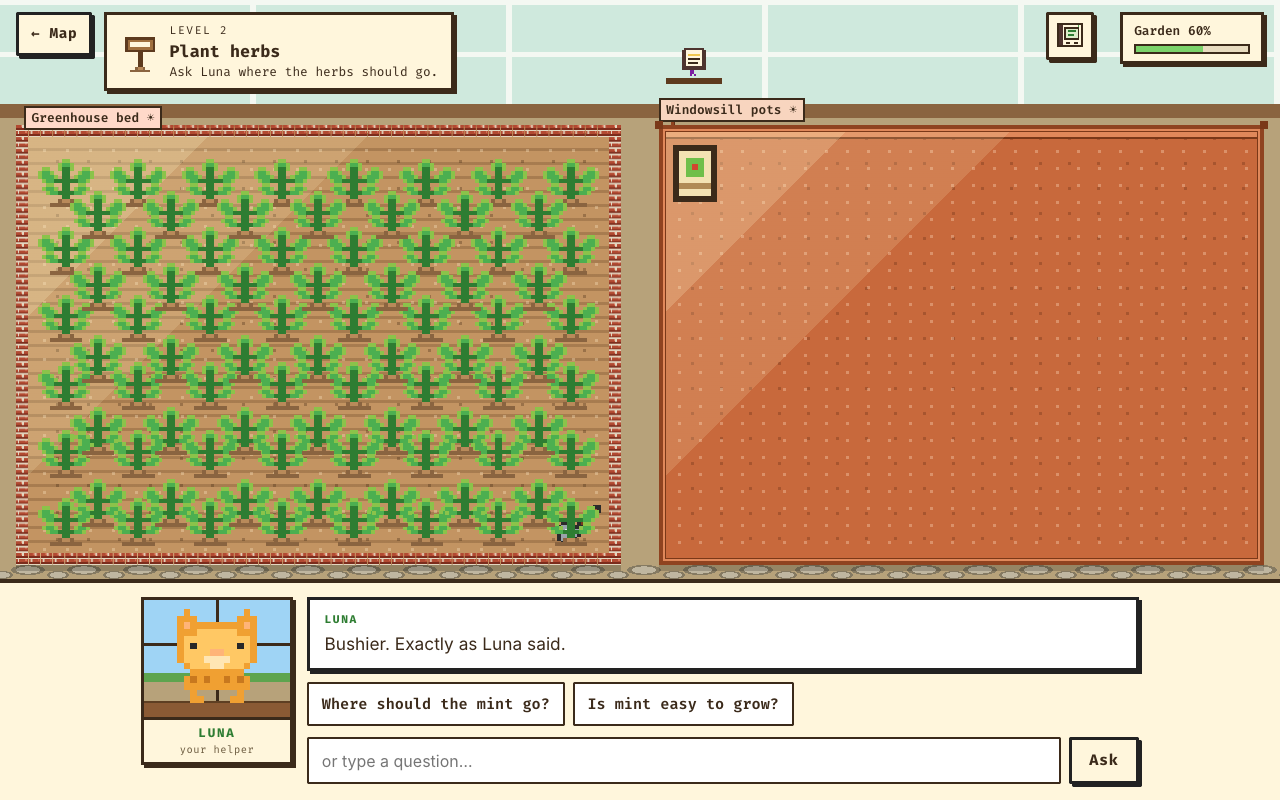 ← Map
LEVEL 2
Plant herbs
Ask Luna where the herbs should go.
Garden 60%
Greenhouse bed ☀
Windowsill pots ☀
LUNA
your helper
LUNA
Bushier. Exactly as Luna said.
Where should the mint go?
Is mint easy to grow?
or type a question...
Ask